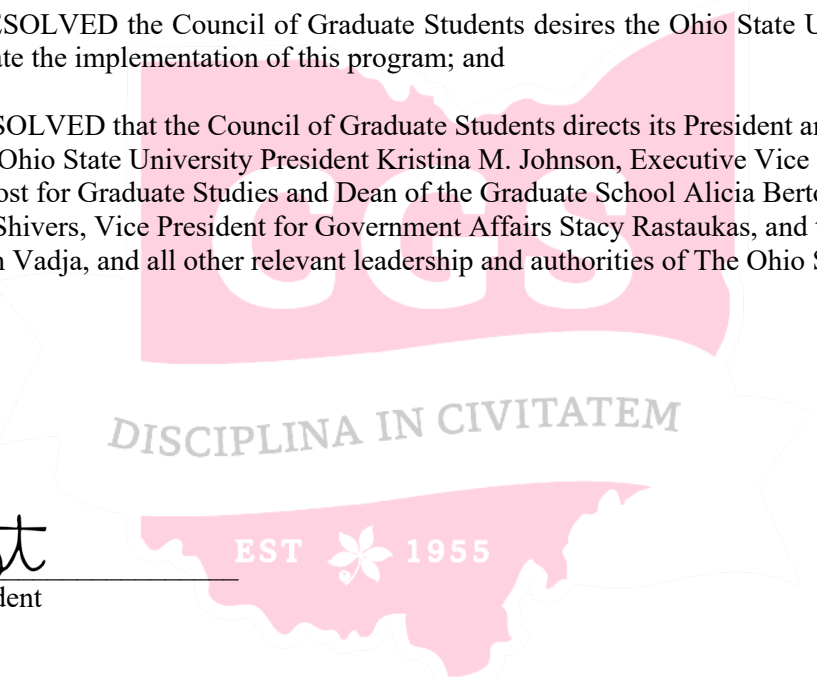 ESOLVED the Council of Graduate Students desires the Ohio State U
ate the implementation of this program; and
SOLVED that the Council of Graduate Students directs its President a
Ohio State University President Kristina M. Johnson, Executive Vice
ost for Graduate Studies and Dean of the Graduate School Alicia Berto
Shivers, Vice President for Government Affairs Stacy Rastaukas, and
n Vadja, and all other relevant leadership and authorities of The Ohio S
CGS
DISCIPLINA IN CIVITATEM
EST 1955
st
dent